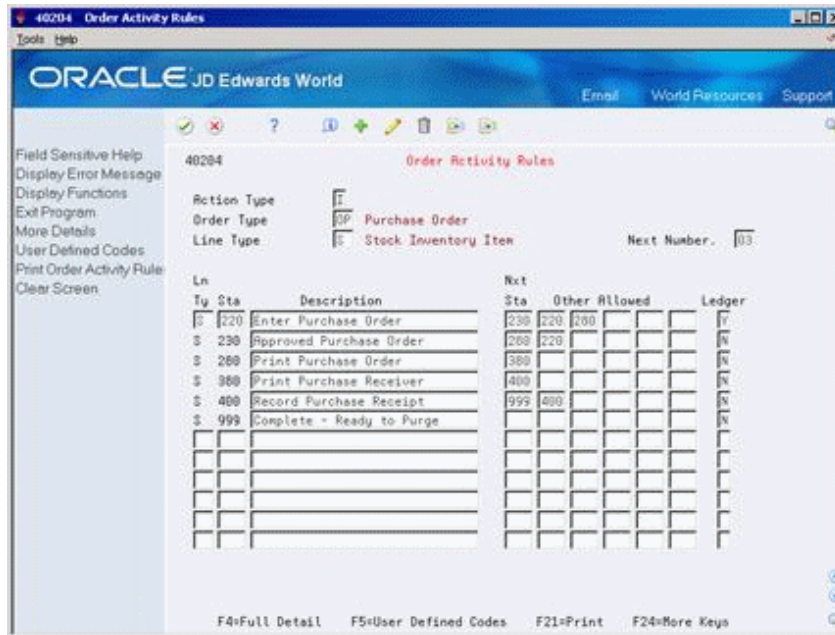 40204 Order Activity Rules
Tools Help
ORACLE JD Edwards World
Email World Resources Support
?
Field Sensitive Help
Display Error Message
Display Functions
Exit Program
More Details
User Defined Codes
Print Order Activity Rule
Clear Screen
40204 Order Activity Rules
Action Type I
Order Type OP Purchase Order
Line Type S Stock Inventory Item Next Number. 03
Ln Nxt
Ty Sta Description Sta Other Allowed Ledger
S 220 Enter Purchase Order 230 220 280 Y
S 230 Approved Purchase Order 280 220 N
S 280 Print Purchase Order 380 N
S 380 Print Purchase Receiver 400 N
S 400 Record Purchase Receipt 999 400 N
S 999 Complete - Ready to Purge N
F4=Full Detail F5=User Defined Codes F21=Print F24=More Keys